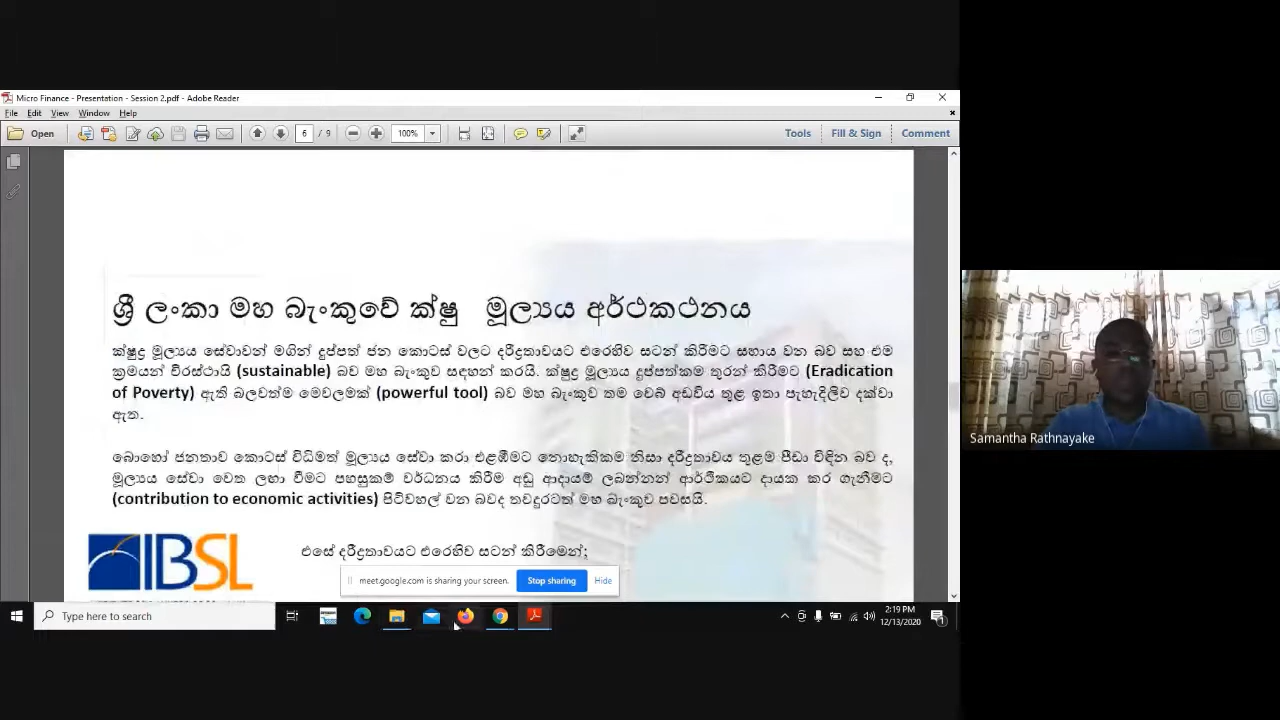 Micro Finance - Presentation - Session 2.pdf - Adobe Reader
File Edit View Window Help
Open 6 / 9 100% Tools Fill & Sign Comment
ශ්‍රී ලංකා මහ බැංකුවේ ක්ෂු මූල්‍යය අර්ථකථනය
ක්ෂුද්‍ර මූල්‍යය සේවාවන් මගින් දුප්පත් ජන කොටස් වලට දරිද්‍රතාවයට එරෙහිව සටන් කිරීමට සහාය වන බව සහ එම
ක්‍රමයන් චිරස්ථායි (sustainable) බව මහ බැංකුව සඳහන් කරයි. ක්ෂුද්‍ර මූල්‍යය දුප්පත්කම තුරන් කිරීමට (Eradication
of Poverty) ඇති බලවත්ම මෙවලමක් (powerful tool) බව මහ බැංකුව තම වෙබ් අඩවිය තුළ ඉතා පැහැදිලිව දක්වා
ඇත.
බොහෝ ජනතාව කොටස් විධිමත් මූල්‍යය සේවා කරා එළඹීමට නොහැකිකම නිසා දරිද්‍රතාවය තුළම පීඩා විඳින බව ද,
මූල්‍යය සේවා වෙත ලඟා වීමට පහසුකම් වර්ධනය කිරීම අඩු ආදායම් ලබන්නන් ආර්ථිකයට දායක කර ගැනීමට
(contribution to economic activities) පිටිවහල් වන බවද තවදුරටත් මහ බැංකුව පවසයි.
IBSL
එසේ දරිද්‍රතාවයට එරෙහිව සටන් කිරීමෙන්;
meet.google.com is sharing your screen. Stop sharing Hide
Type here to search
2:19 PM
12/13/2020
Samantha Rathnayake